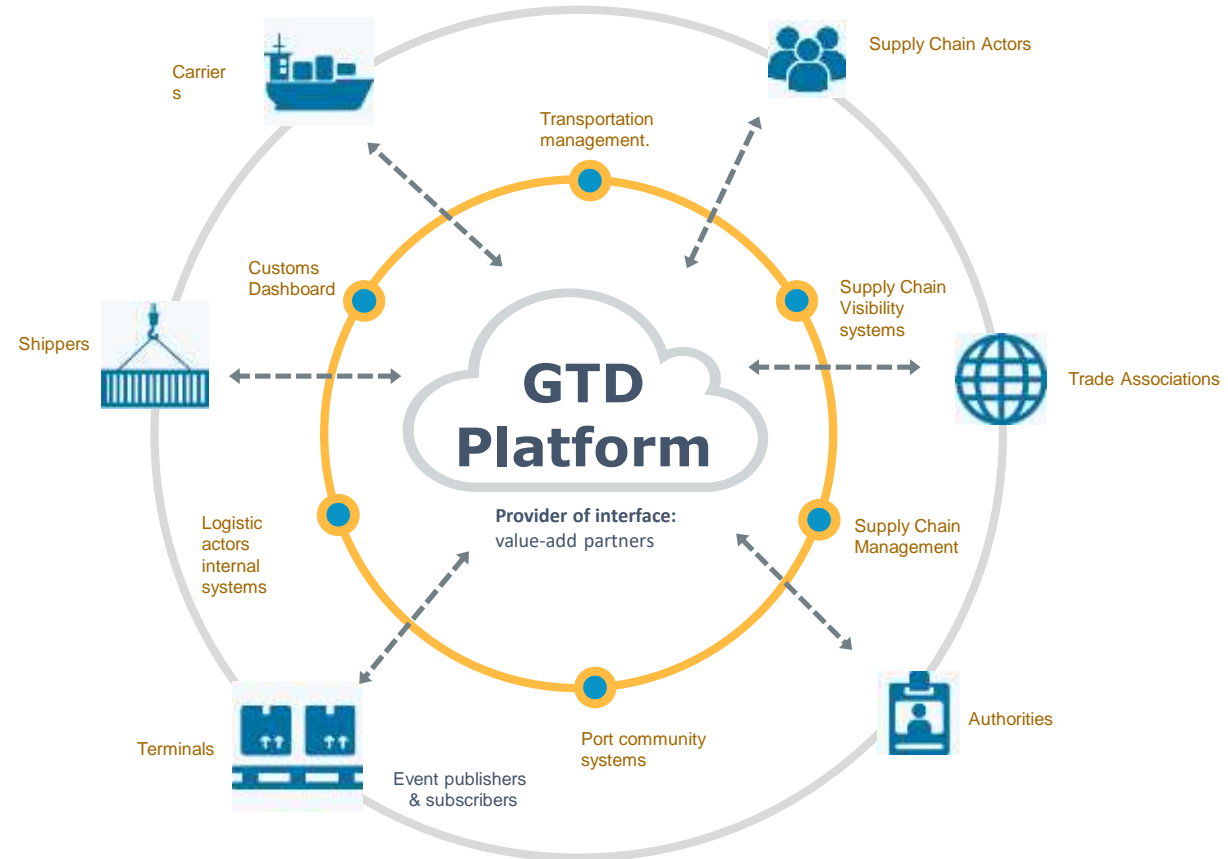 Supply Chain Actors
Carrier
s
Transportation
management.
Customs
Dashboard
Supply Chain
Visibility
systems
Shippers
GTD
Platform
Trade Associations
Provider of interface:
value-add partners
Logistic
actors
internal
systems
Supply Chain
Management
Authorities
Terminals
Port community
systems
Event publishers
& subscribers